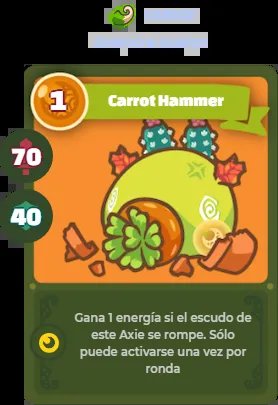 1
Carrot Hammer
70
40
Gana 1 energía si el escudo de
este Axie se rompe. Sólo
puede activarse una vez por
ronda